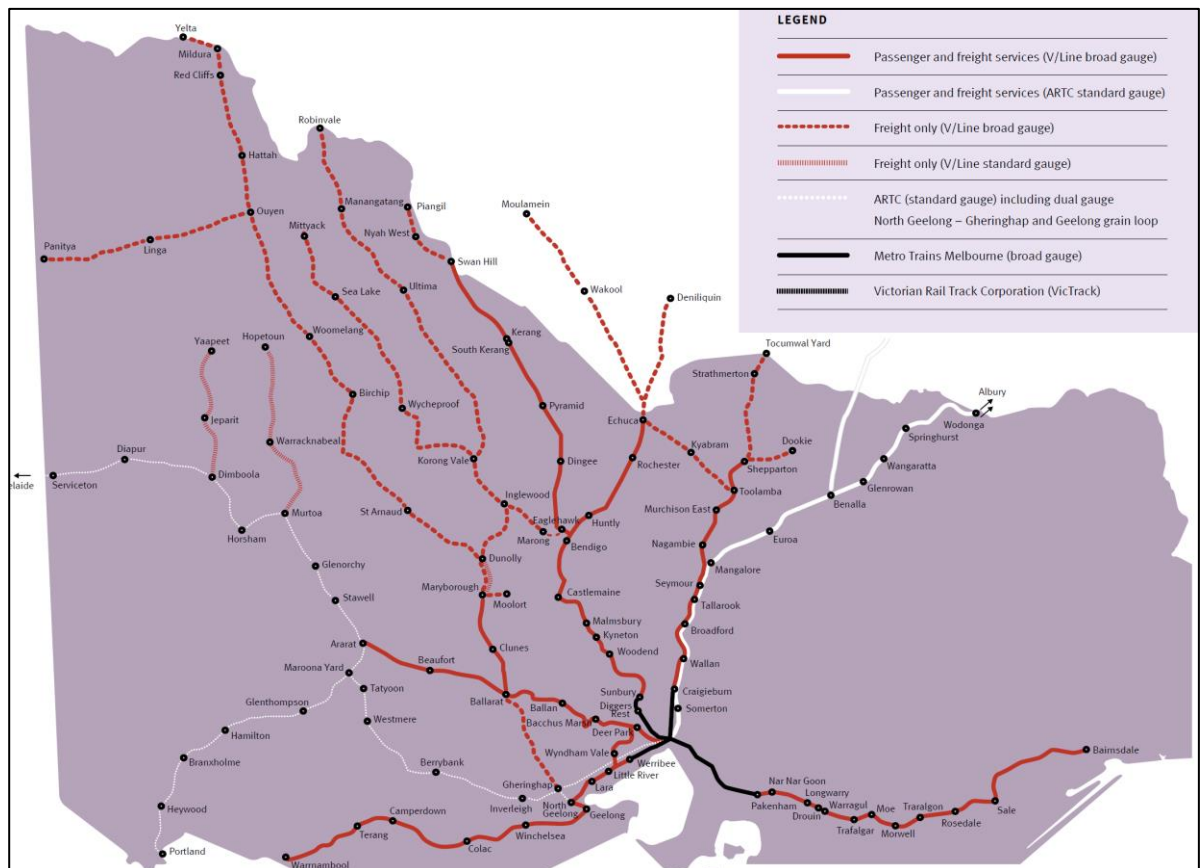 LEGEND
Passenger and freight services (V/Line broad gauge)
Passenger and freight services (ARTC standard gauge)
Freight only (V/Line broad gauge)
Freight only (V/Line standard gauge)
ARTC (standard gauge) including dual gauge
North Geelong – Gheringhap and Geelong grain loop
Metro Trains Melbourne (broad gauge)
Victorian Rail Track Corporation (VicTrack)
Yelta
Mildura
Red Cliffs
Robinvale
Hattah
Ouyen
Manangatang
Piangil
Moulamein
Mittyack
Nyah West
Panitya
Linga
Swan Hill
Sea Lake
Ultima
Wakool
Deniliquin
Woomelang
Kerang
South Kerang
Yaapeet
Hopetoun
Tocumwal Yard
Strathmerton
Birchip
Wycheproof
Pyramid
Echuca
Albury
Wodonga
Jeparit
Warracknabeal
Kyabram
Dookie
Springhurst
Diapur
Korong Vale
Dingee
Rochester
Shepparton
Wangaratta
elaide
Serviceton
Dimboola
Toolamba
Glenrowan
Benalla
Murtoa
St Arnaud
Inglewood
Eaglehawk
Huntly
Murchison East
Horsham
Marong
Bendigo
Euroa
Nagambie
Glenorchy
Dunolly
Mangalore
Stawell
Maryborough
Moolort
Castlemaine
Seymour
Tallarook
Malmsbury
Kyneton
Broadford
Ararat
Clunes
Woodend
Beaufort
Wallan
Maroona Yard
Tatyoon
Ballarat
Ballan
Sunbury
Diggers
Rest
Craigieburn
Somerton
Glenthompson
Westmere
Bacchus Marsh
Deer Park
Hamilton
Wyndham Vale
Werribee
Bairnsdale
Branxholme
Berrybank
Little River
Lara
Gheringhap
Nar Nar Goon
Longwarry
Pakenham
Drouin
Warragul
Moe
Traralgon
Sale
Heywood
Inverleigh
North
Geelong
Geelong
Trafalgar
Morwell
Rosedale
Camperdown
Terang
Winchelsea
Colac
Portland
Warrnambool